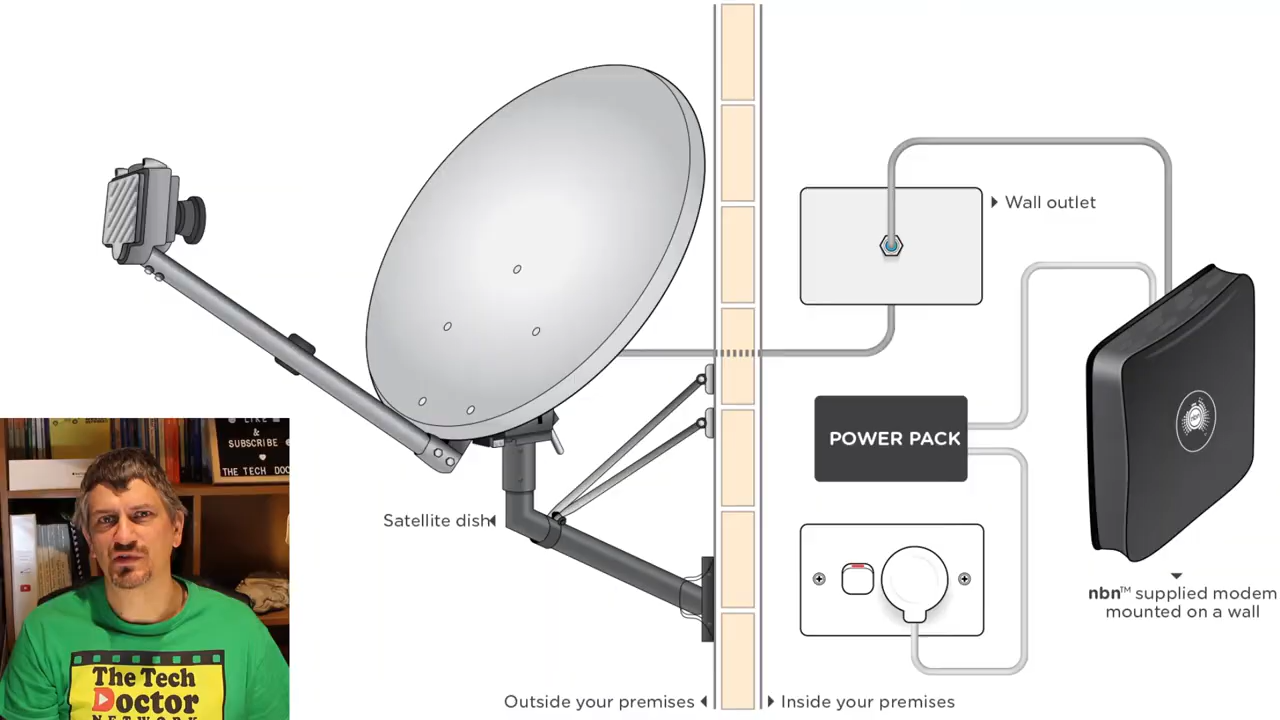 Wall outlet
POWER PACK
Satellite dish
nbn™ supplied modem
mounted on a wall
Outside your premises
Inside your premises
LIKE
&
SUBSCRIBE
THE TECH DOC
The Tech
Doctor
NETWORK